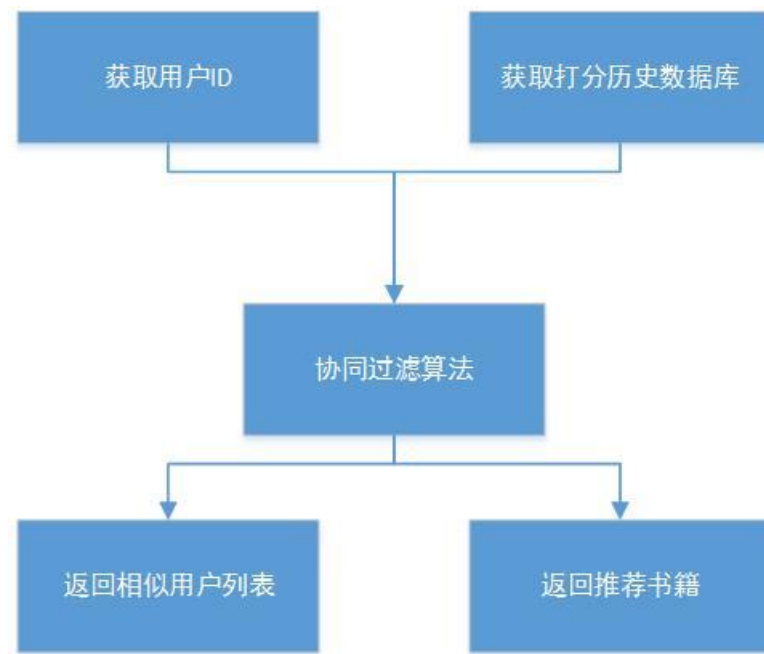 获取用户ID
获取打分历史数据库
协同过滤算法
返回相似用户列表
返回推荐书籍